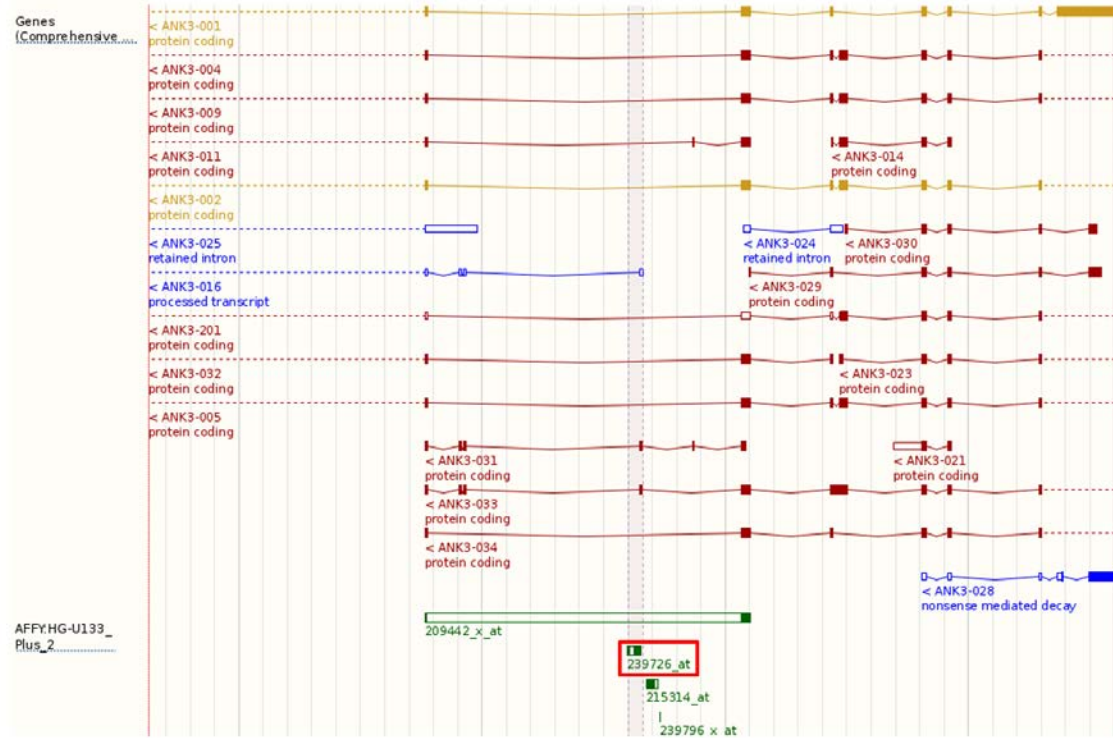 Genes
(Comprehensive ...
< ANK3-001
protein coding
< ANK3-004
protein coding
< ANK3-009
protein coding
< ANK3-011
protein coding
< ANK3-014
protein coding
< ANK3-002
protein coding
< ANK3-025
retained intron
< ANK3-024
retained intron
< ANK3-030
protein coding
< ANK3-016
processed transcript
< ANK3-029
protein coding
< ANK3-201
protein coding
< ANK3-032
protein coding
< ANK3-023
protein coding
< ANK3-005
protein coding
< ANK3-031
protein coding
< ANK3-021
protein coding
< ANK3-033
protein coding
< ANK3-034
protein coding
< ANK3-028
nonsense mediated decay
AFFY:HG-U133_
Plus_2
209442_x_at
239726_at
215314_at
239796_x_at